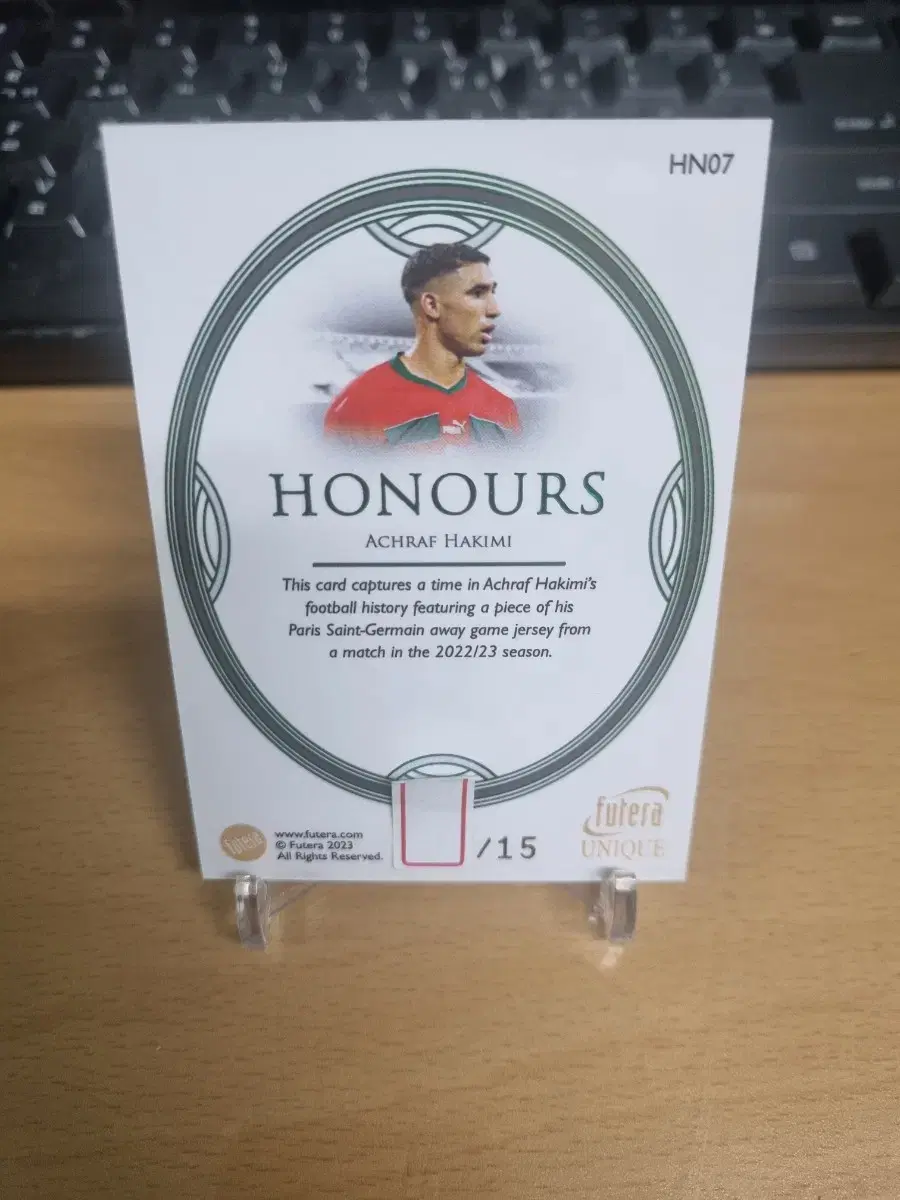 HN07
PUMA
HONOURS
ACHRAF HAKIMI
This card captures a time in Achraf Hakimi's
football history featuring a piece of his
Paris Saint-Germain away game jersey from
a match in the 2022/23 season.
futera
www.futera.com
© Futera 2023
All Rights Reserved.
/15
futera
UNIQUE